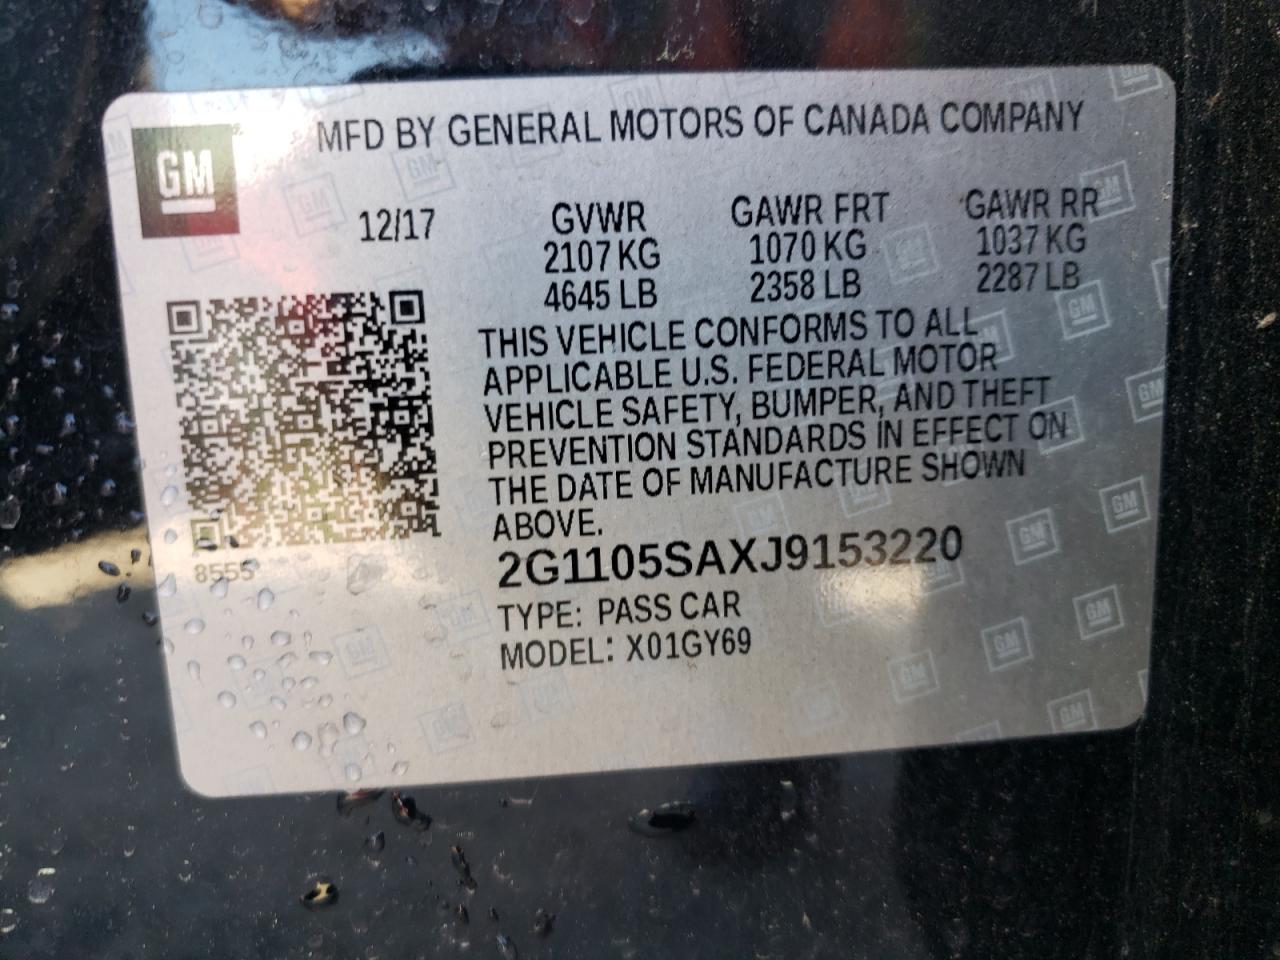 MFD BY GENERAL MOTORS OF CANADA COMPANY
GM
12/17
GVWR GAWR FRT GAWR RR
2107 KG 1070 KG 1037 KG
4645 LB 2358 LB 2287 LB
THIS VEHICLE CONFORMS TO ALL
APPLICABLE U.S. FEDERAL MOTOR
VEHICLE SAFETY, BUMPER, AND THEFT
PREVENTION STANDARDS IN EFFECT ON
THE DATE OF MANUFACTURE SHOWN
ABOVE.
8555
2G1105SAXJ9153220
TYPE: PASS CAR
MODEL: X01GY69